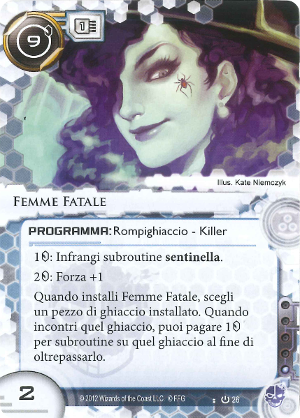 9
1
Illus. Kate Niemczyk
FEMME FATALE
PROGRAMMA: Rompighiaccio - Killer
1: Infrangi subroutine sentinella.
2: Forza +1
Quando installi Femme Fatale, scegli
un pezzo di ghiaccio installato. Quando
incontri quel ghiaccio, puoi pagare 1
per subroutine su quel ghiaccio al fine di
oltrepassarlo.
2
© 2012 Wizards of the Coast LLC. © FFG
26